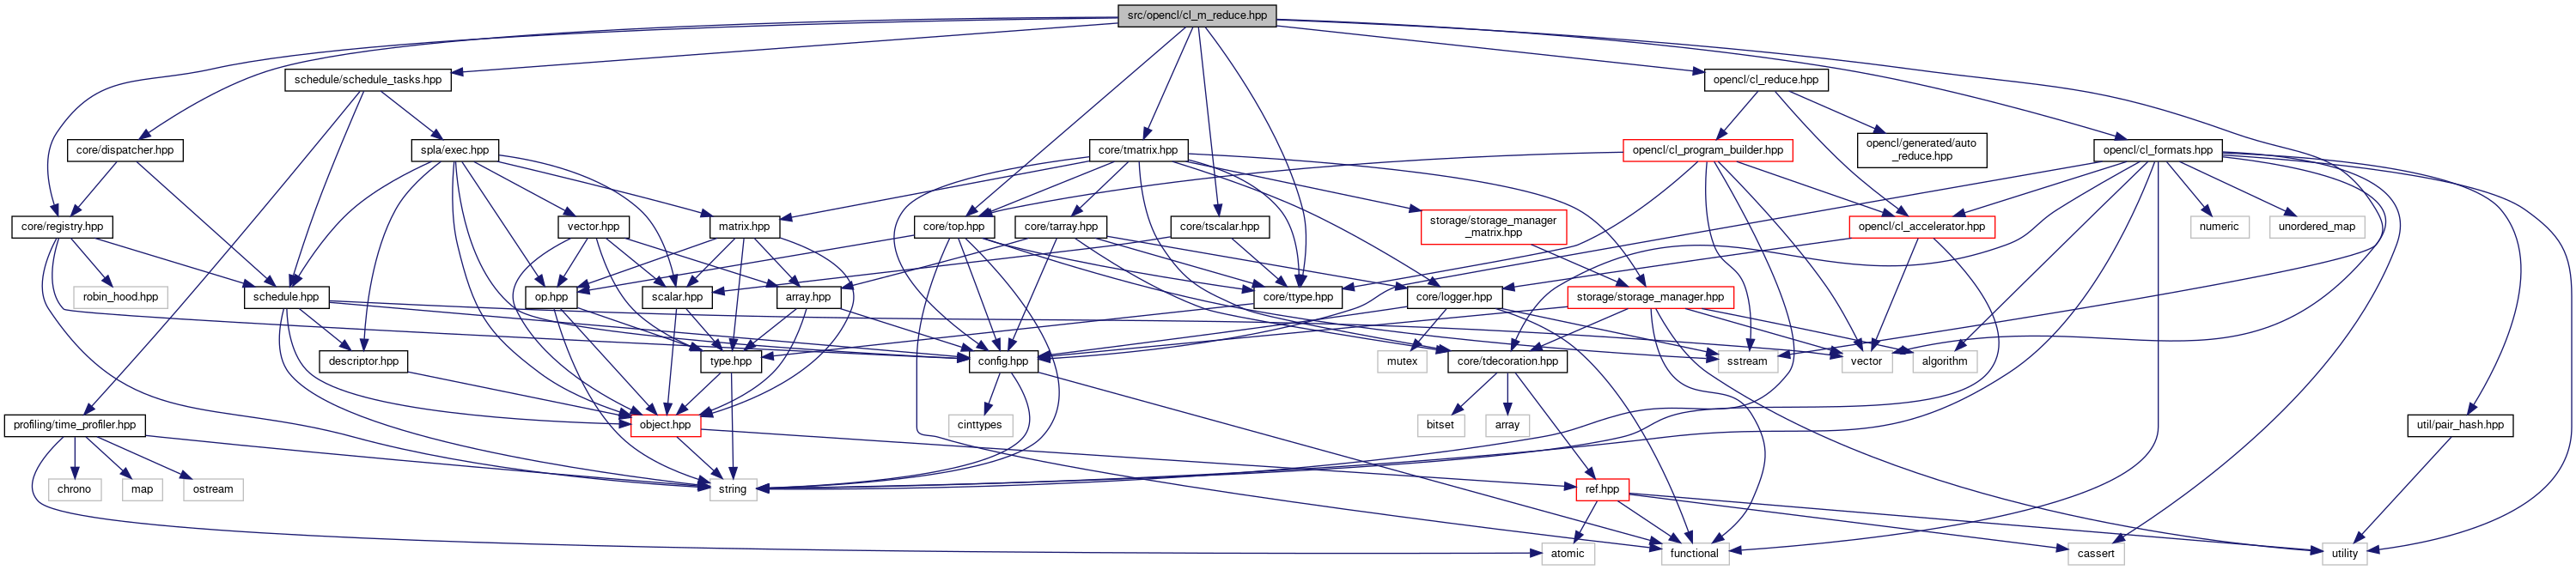 src/opencl/cl_m_reduce.hpp
schedule/schedule_tasks.hpp
opencl/cl_reduce.hpp
core/dispatcher.hpp
spla/exec.hpp
core/tmatrix.hpp
opencl/cl_program_builder.hpp
opencl/generated/auto
_reduce.hpp
opencl/cl_formats.hpp
core/registry.hpp
vector.hpp
matrix.hpp
core/top.hpp
core/tarray.hpp
core/tscalar.hpp
storage/storage_manager
_matrix.hpp
opencl/cl_accelerator.hpp
numeric
unordered_map
robin_hood.hpp
schedule.hpp
op.hpp
scalar.hpp
array.hpp
core/ttype.hpp
core/logger.hpp
storage/storage_manager.hpp
descriptor.hpp
type.hpp
config.hpp
mutex
core/tdecoration.hpp
sstream
vector
algorithm
profiling/time_profiler.hpp
object.hpp
cinttypes
bitset
array
util/pair_hash.hpp
chrono
map
ostream
string
ref.hpp
atomic
functional
cassert
utility